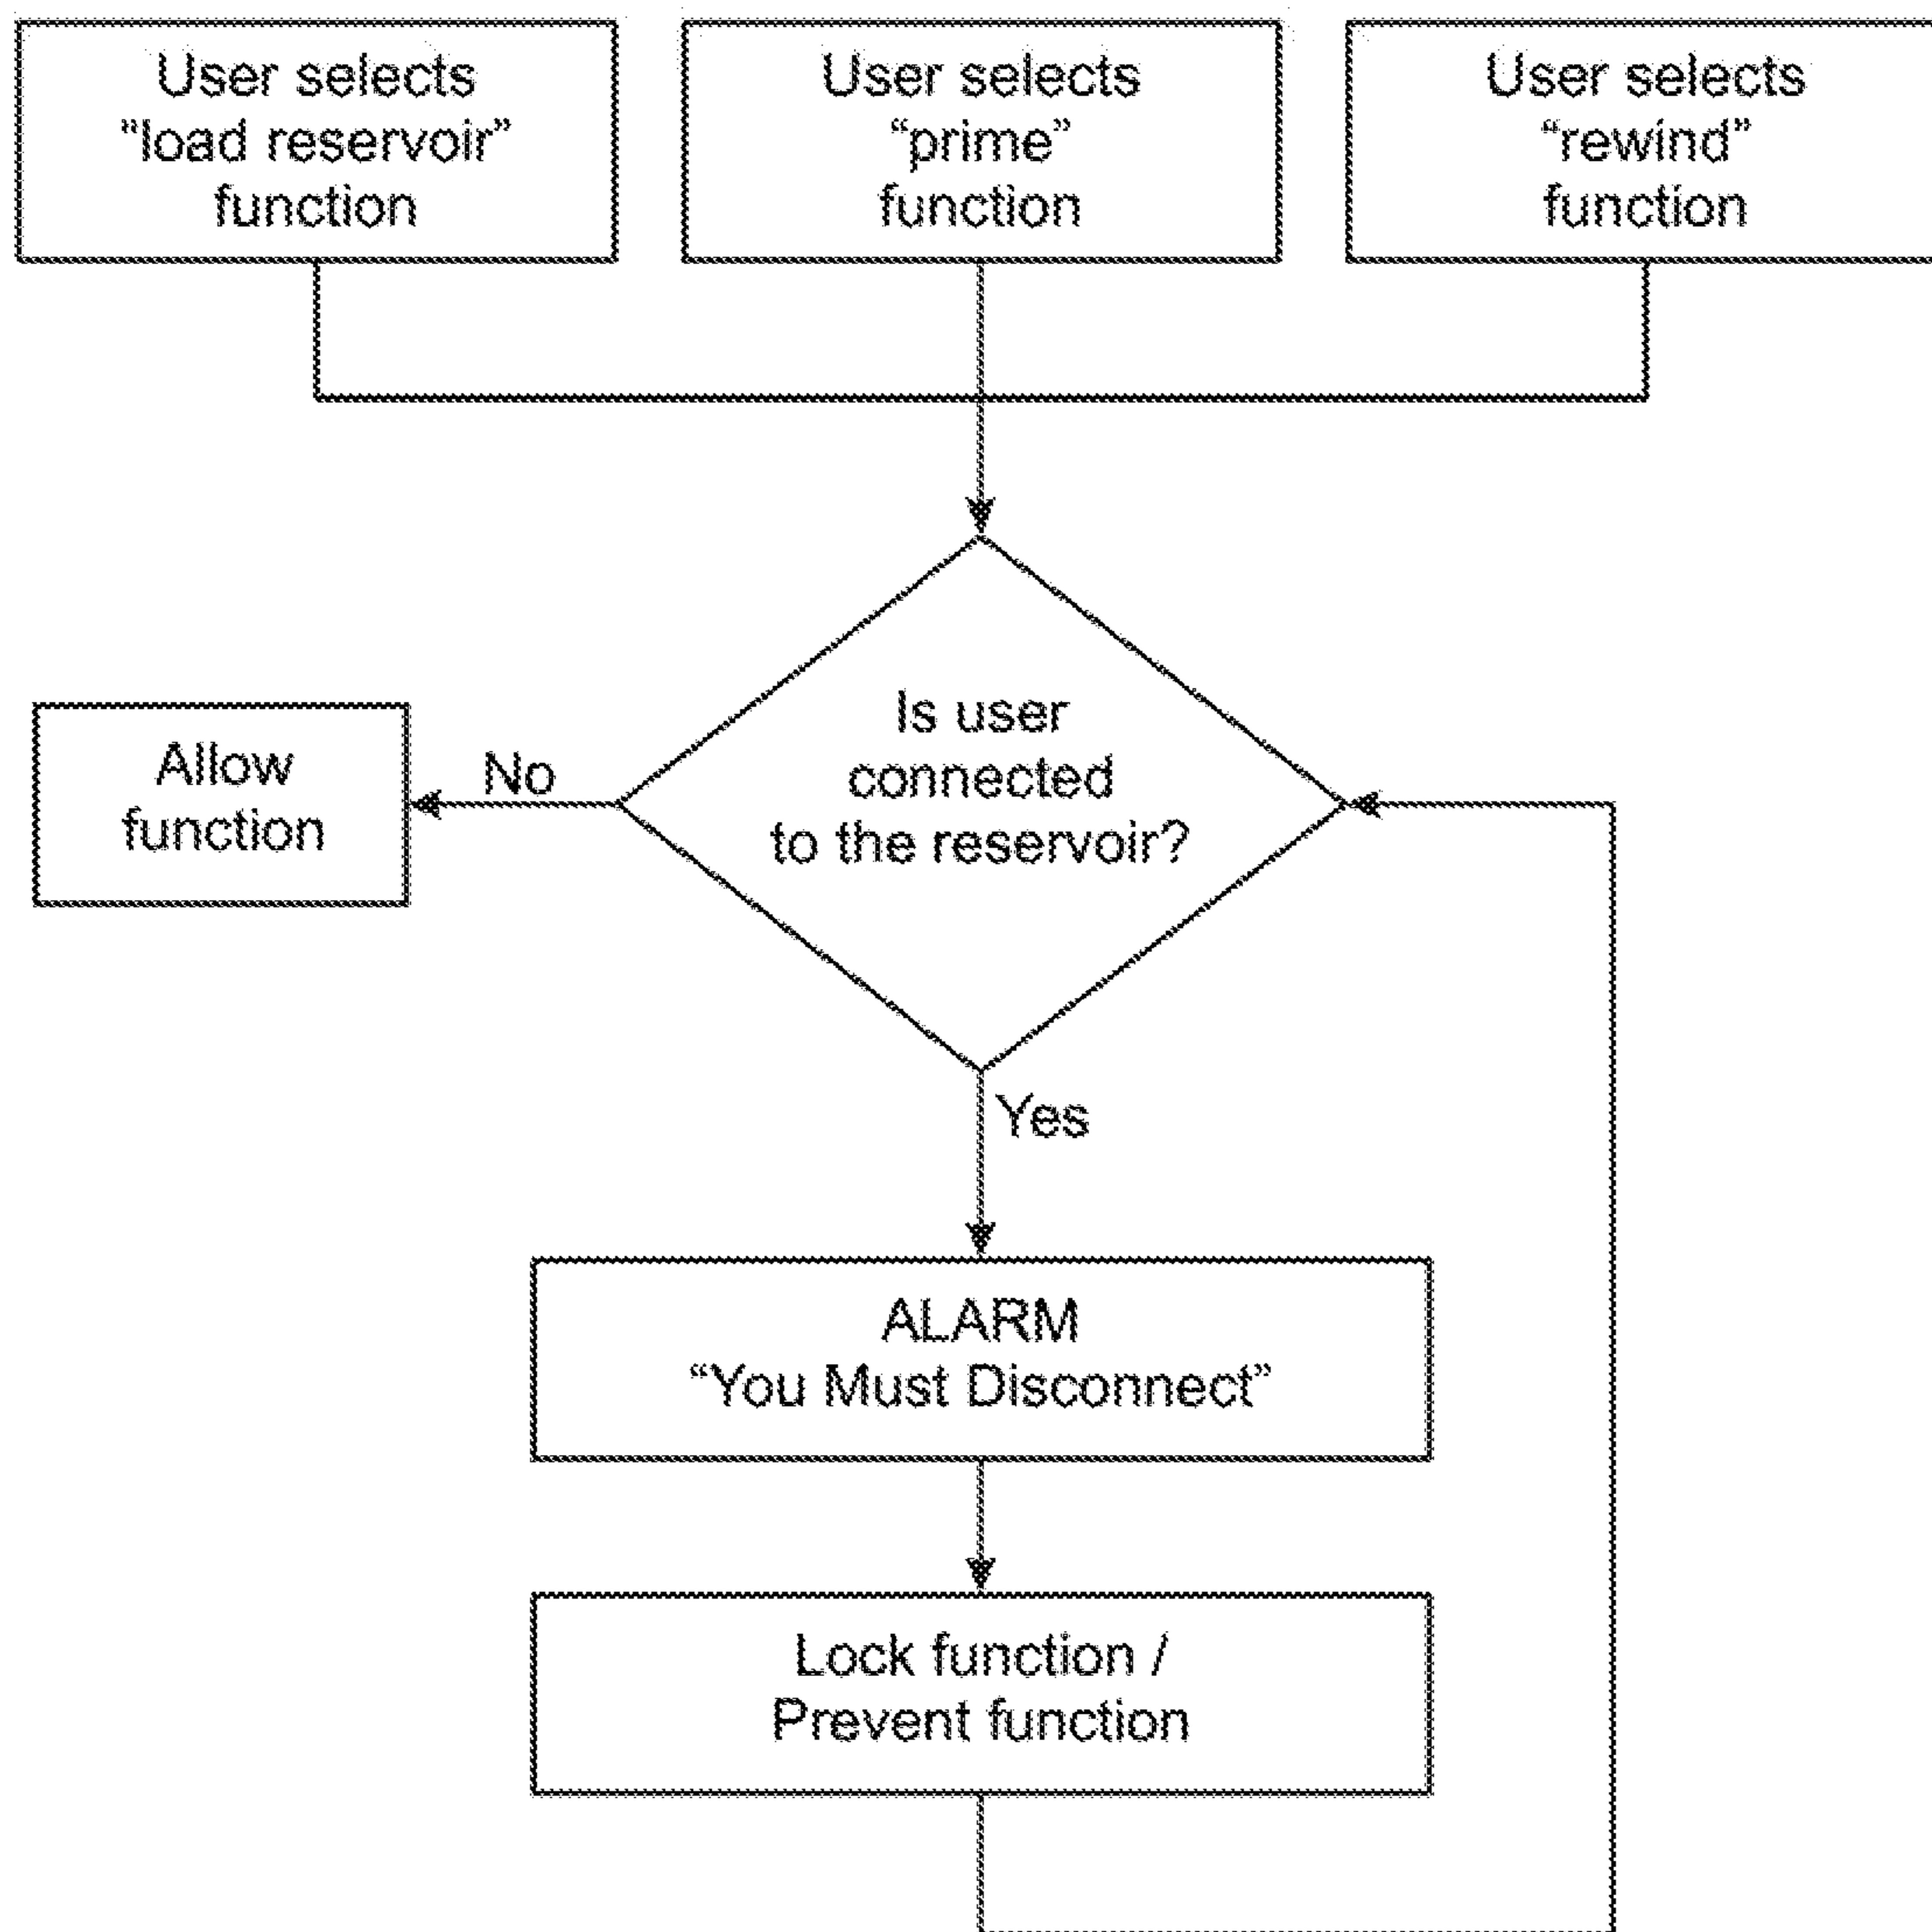 User selects
”load reservoir”
function
User selects
“prime”
function
User selects
“rewind”
function
Is user
connected
to the reservoir?
No
Allow
function
Yes
ALARM
“You Must Disconnect”
Lock function /
Prevent function